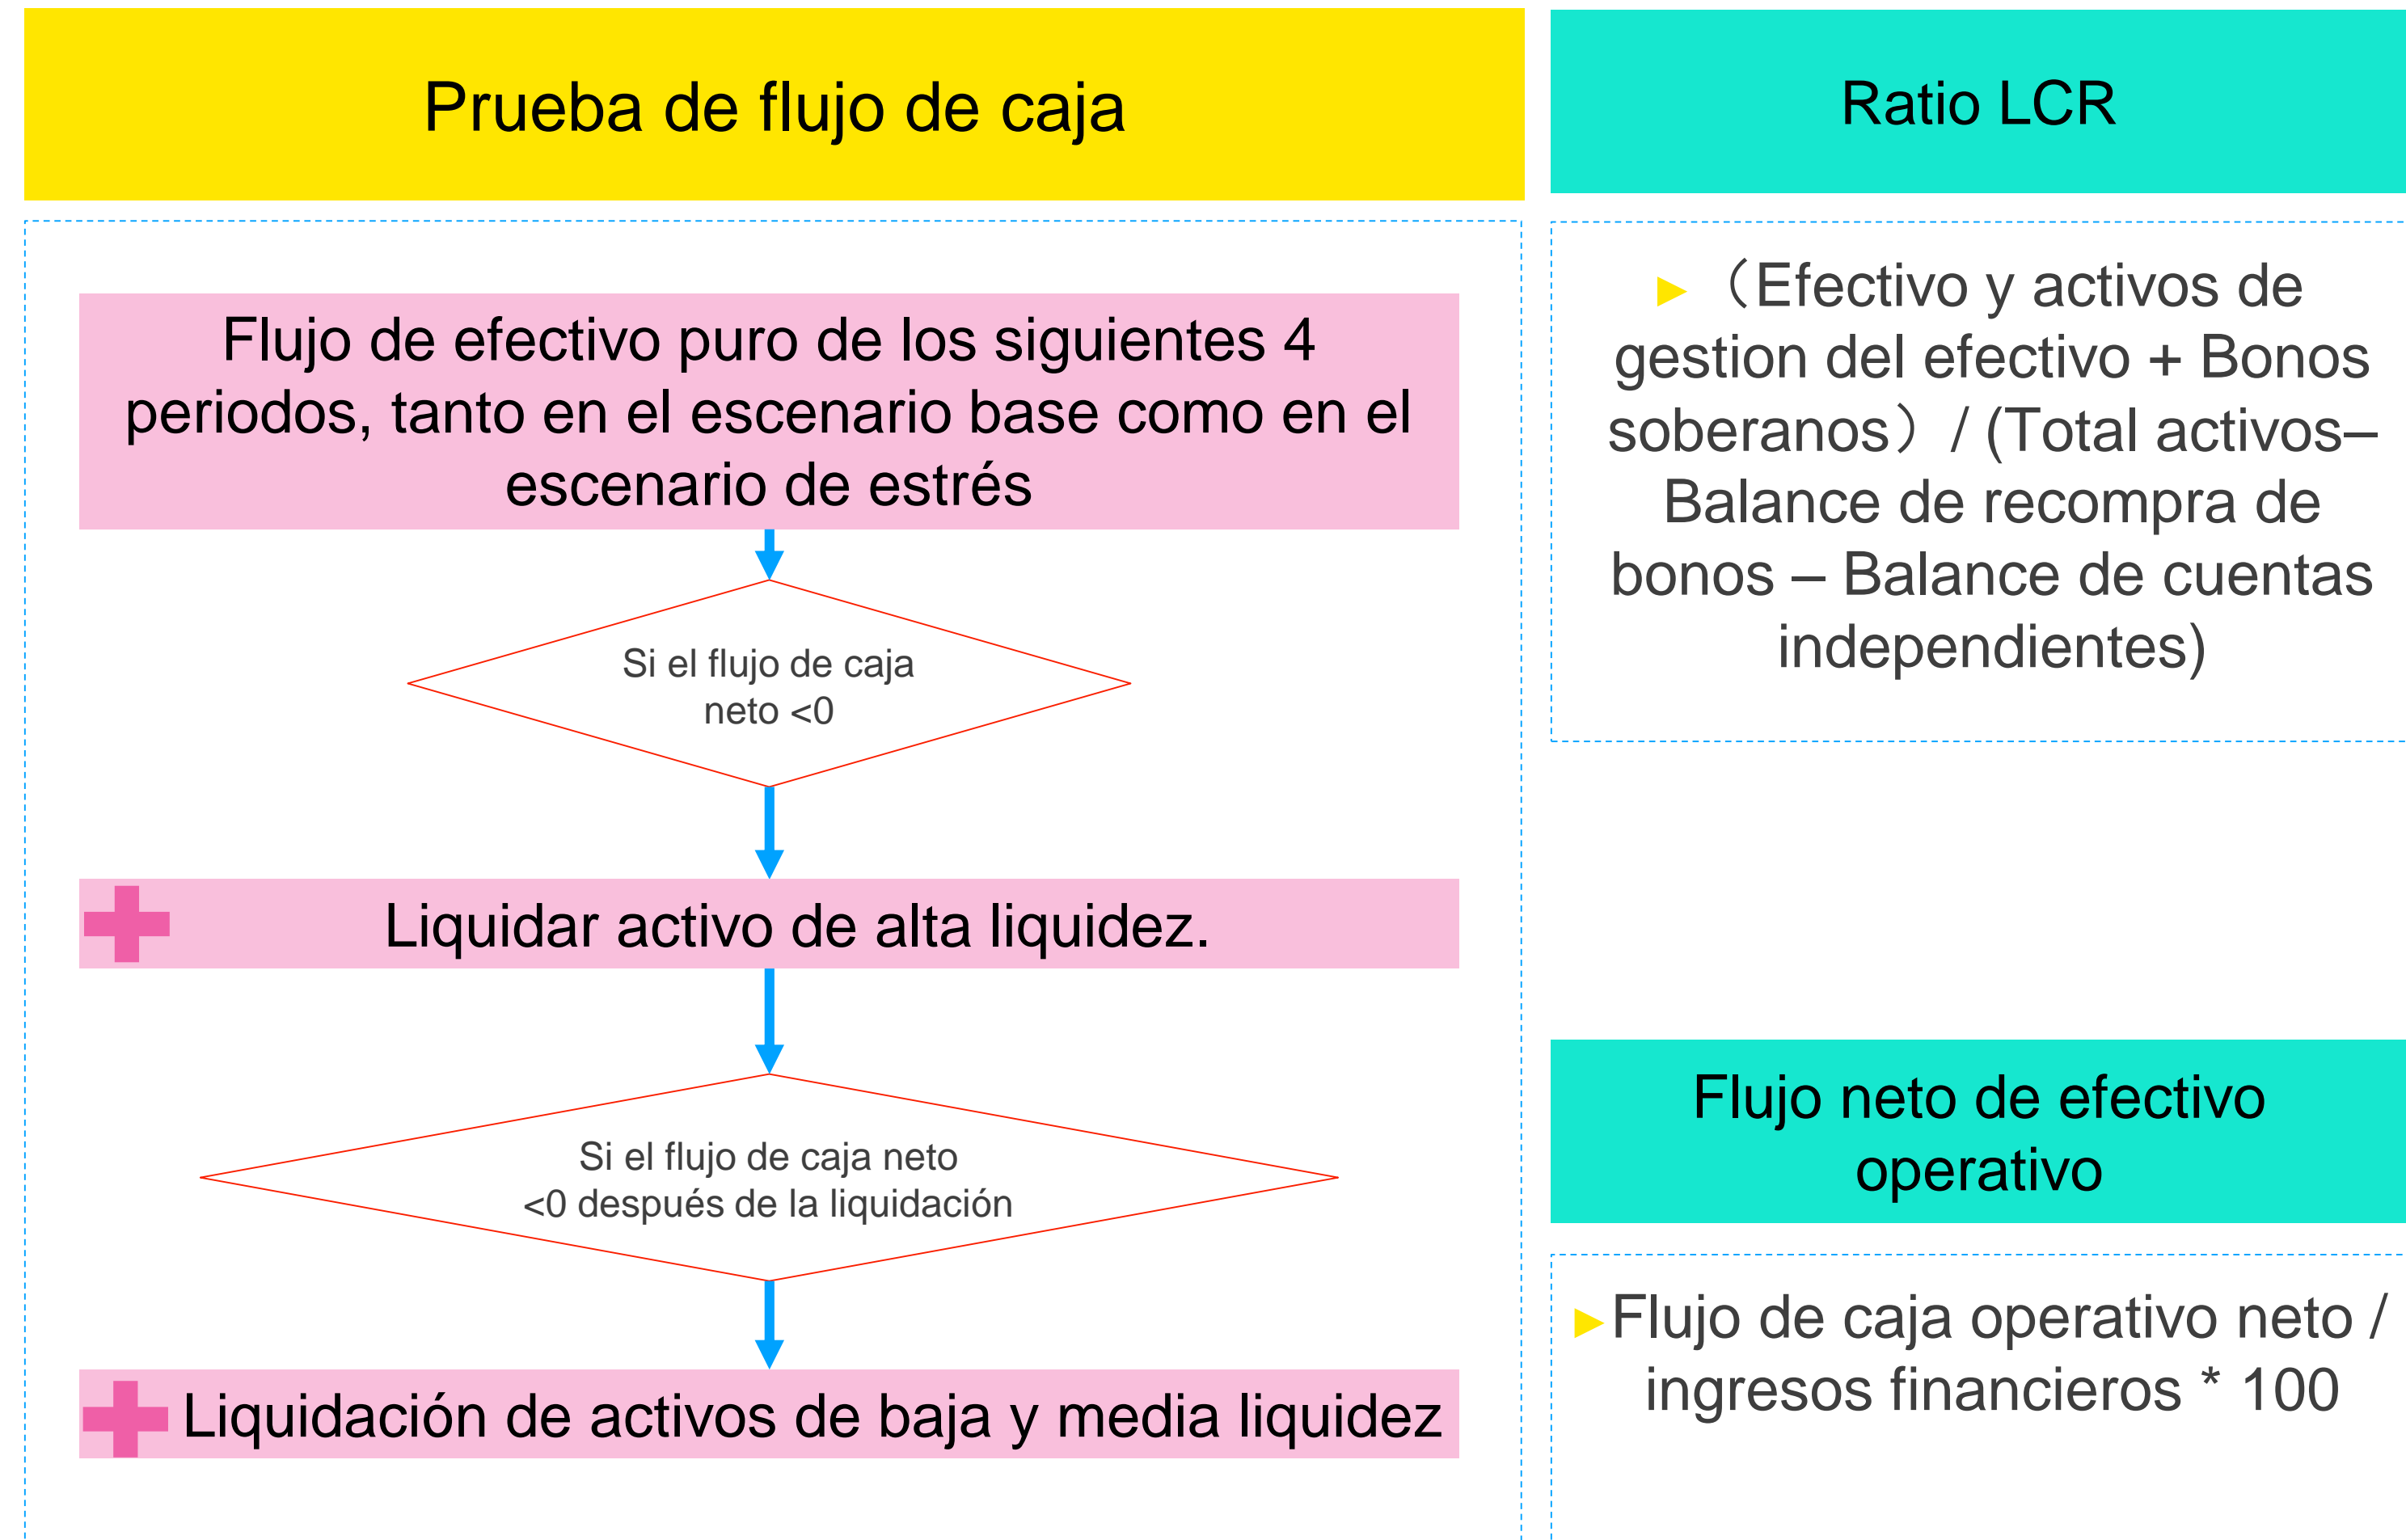 Prueba de flujo de caja
Flujo de efectivo puro de los siguientes 4
periodos, tanto en el escenario base como en el
escenario de estrés
Si el flujo de caja
neto <0
Liquidar activo de alta liquidez.
Si el flujo de caja neto
<0 después de la liquidación
Liquidación de activos de baja y media liquidez
Ratio LCR
► （Efectivo y activos de
gestion del efectivo + Bonos
soberanos）/ (Total activos–
Balance de recompra de
bonos – Balance de cuentas
independientes)
Flujo neto de efectivo
operativo
►Flujo de caja operativo neto /
ingresos financieros * 100